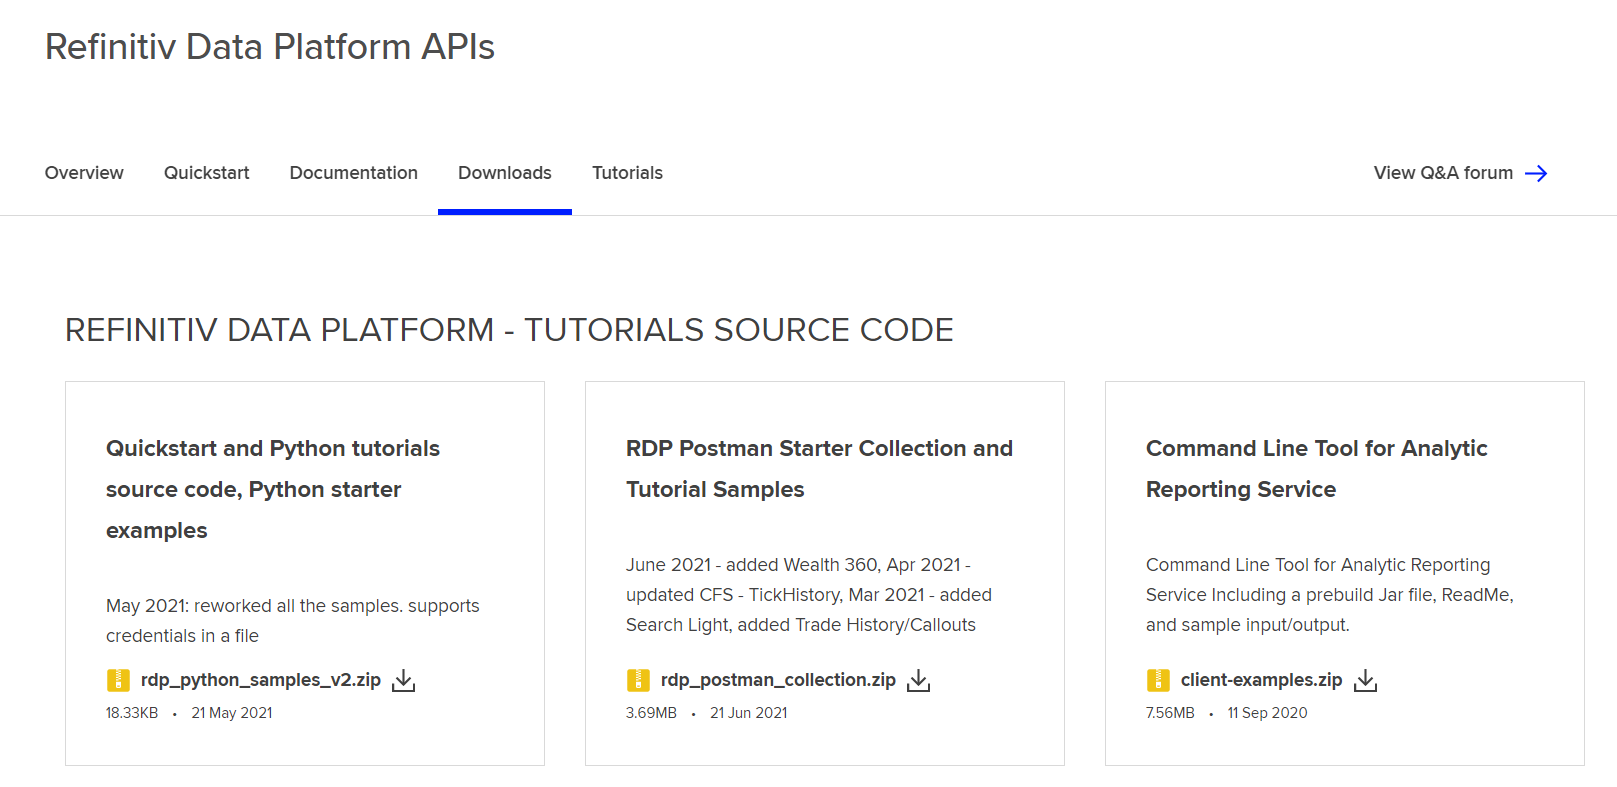 Refinitiv Data Platform APIs
Overview Quickstart Documentation Downloads Tutorials View Q&A forum
REFINITIV DATA PLATFORM - TUTORIALS SOURCE CODE
Quickstart and Python tutorials
source code, Python starter
examples
May 2021: reworked all the samples. supports
credentials in a file
rdp_python_samples_v2.zip
18.33KB • 21 May 2021
RDP Postman Starter Collection and
Tutorial Samples
June 2021 - added Wealth 360, Apr 2021 -
updated CFS - TickHistory, Mar 2021 - added
Search Light, added Trade History/Callouts
rdp_postman_collection.zip
3.69MB • 21 Jun 2021
Command Line Tool for Analytic
Reporting Service
Command Line Tool for Analytic Reporting
Service Including a prebuild Jar file, ReadMe,
and sample input/output.
client-examples.zip
7.56MB • 11 Sep 2020